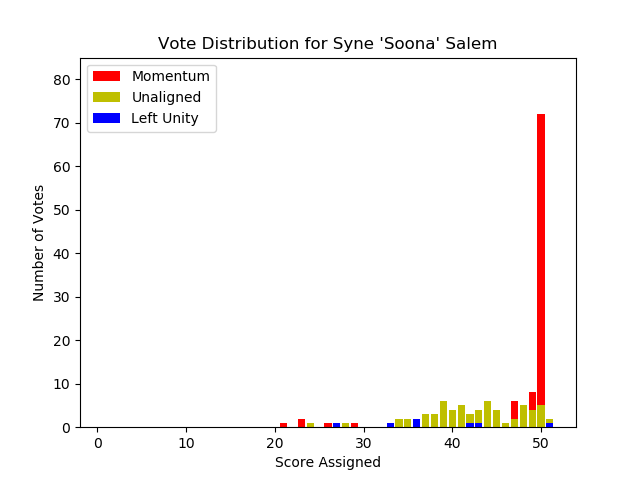 Vote Distribution for Syne 'Soona' Salem
Momentum
Unaligned
Left Unity
Number of Votes
80
70
60
50
40
30
20
10
0
0 10 20 30 40 50
Score Assigned